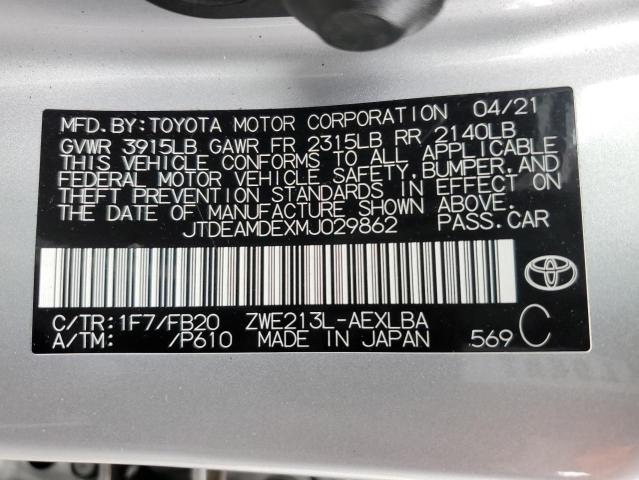 MFD.BY:TOYOTA MOTOR CORPORATION 04/21
GVWR 3915LB GAWR FR 2315LB RR 2140LB
THIS VEHICLE CONFORMS TO ALL APPLICABLE
FEDERAL MOTOR VEHICLE SAFETY,BUMPER,AND
THEFT PREVENTION STANDARDS IN EFFECT ON
THE DATE OF MANUFACTURE SHOWN ABOVE.
JTDEAMDEXMJ029862 PASS.CAR
C/TR:1F7/FB20 ZWE213L-AEXLBA
A/TM: /P610 MADE IN JAPAN 569 C